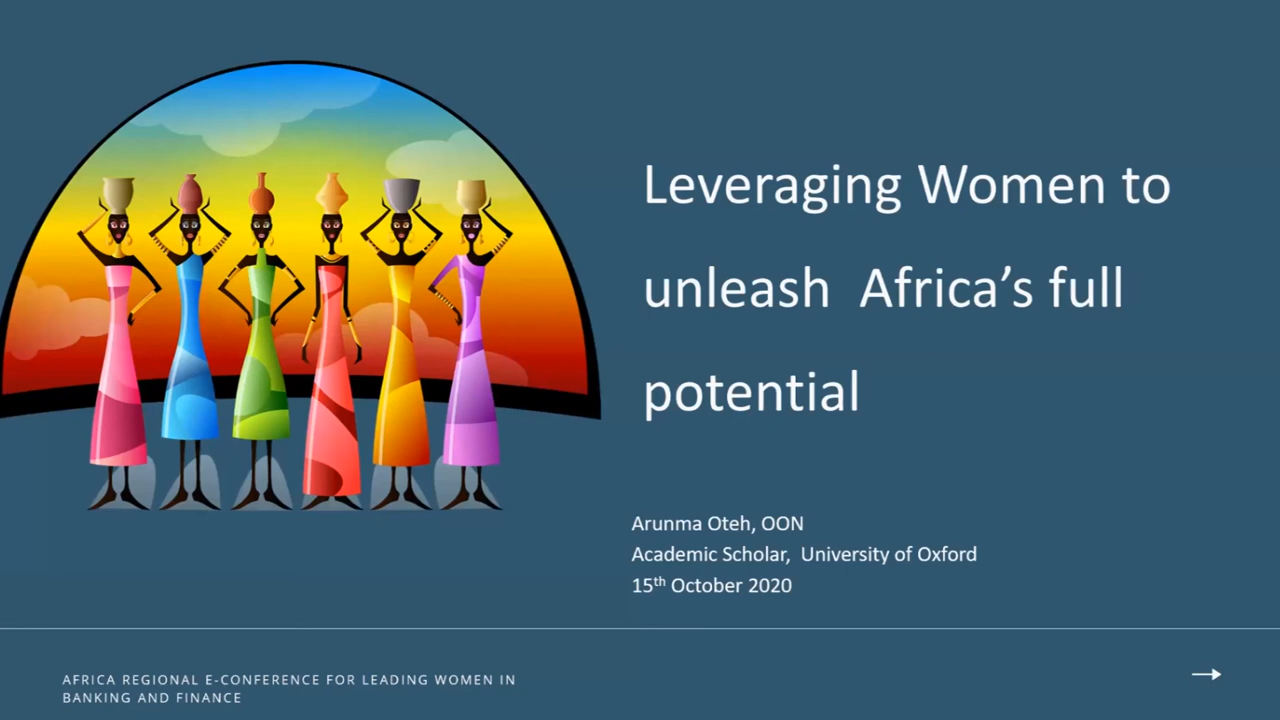 Leveraging Women to
unleash  Africa’s full
potential
Arunma Oteh, OON
Academic Scholar,  University of Oxford
15th October 2020
AFRICA REGIONAL E-CONFERENCE FOR LEADING WOMEN IN
BANKING AND FINANCE